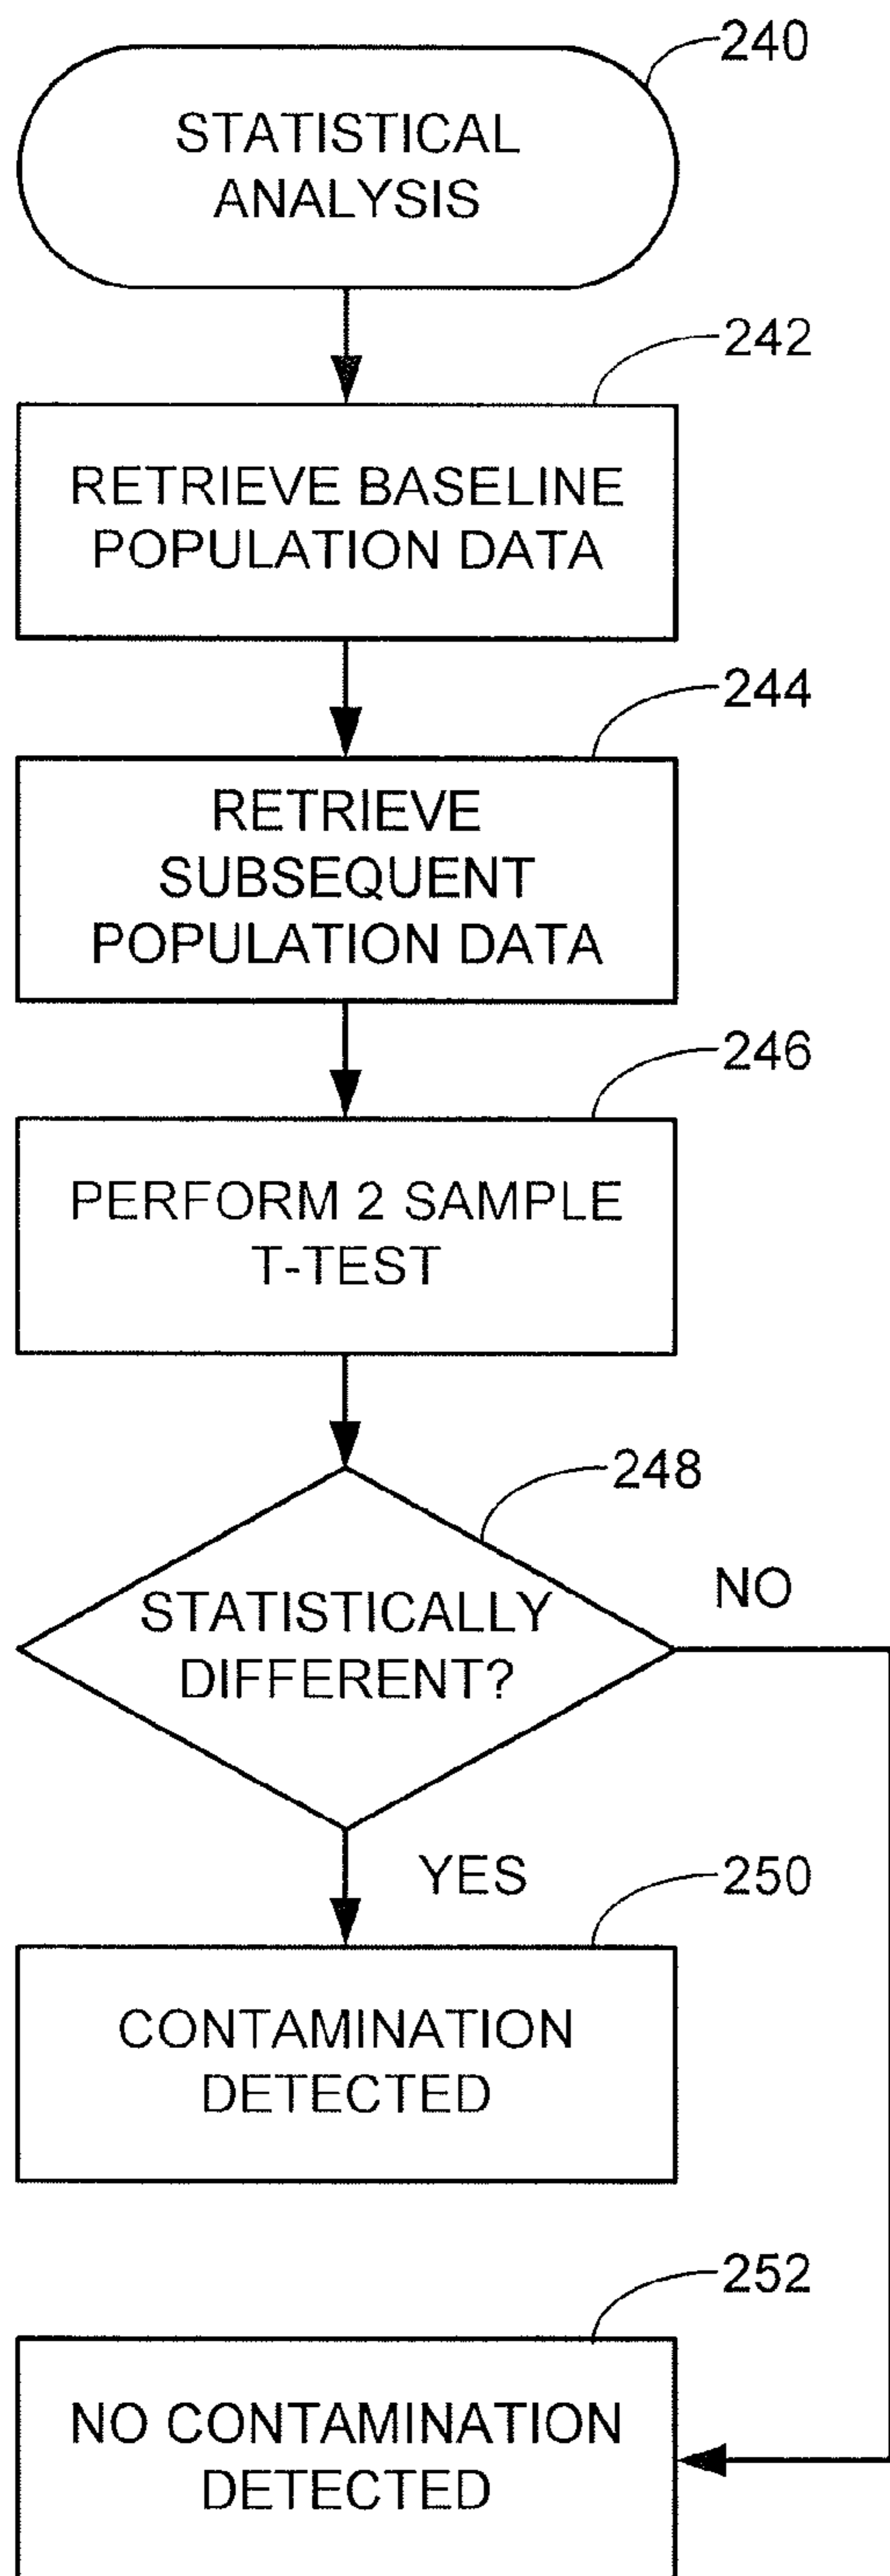 240
STATISTICAL
ANALYSIS
242
RETRIEVE BASELINE
POPULATION DATA
244
RETRIEVE
SUBSEQUENT
POPULATION DATA
246
PERFORM 2 SAMPLE
T-TEST
248
STATISTICALLY
DIFFERENT?
NO
YES
250
CONTAMINATION
DETECTED
252
NO CONTAMINATION
DETECTED